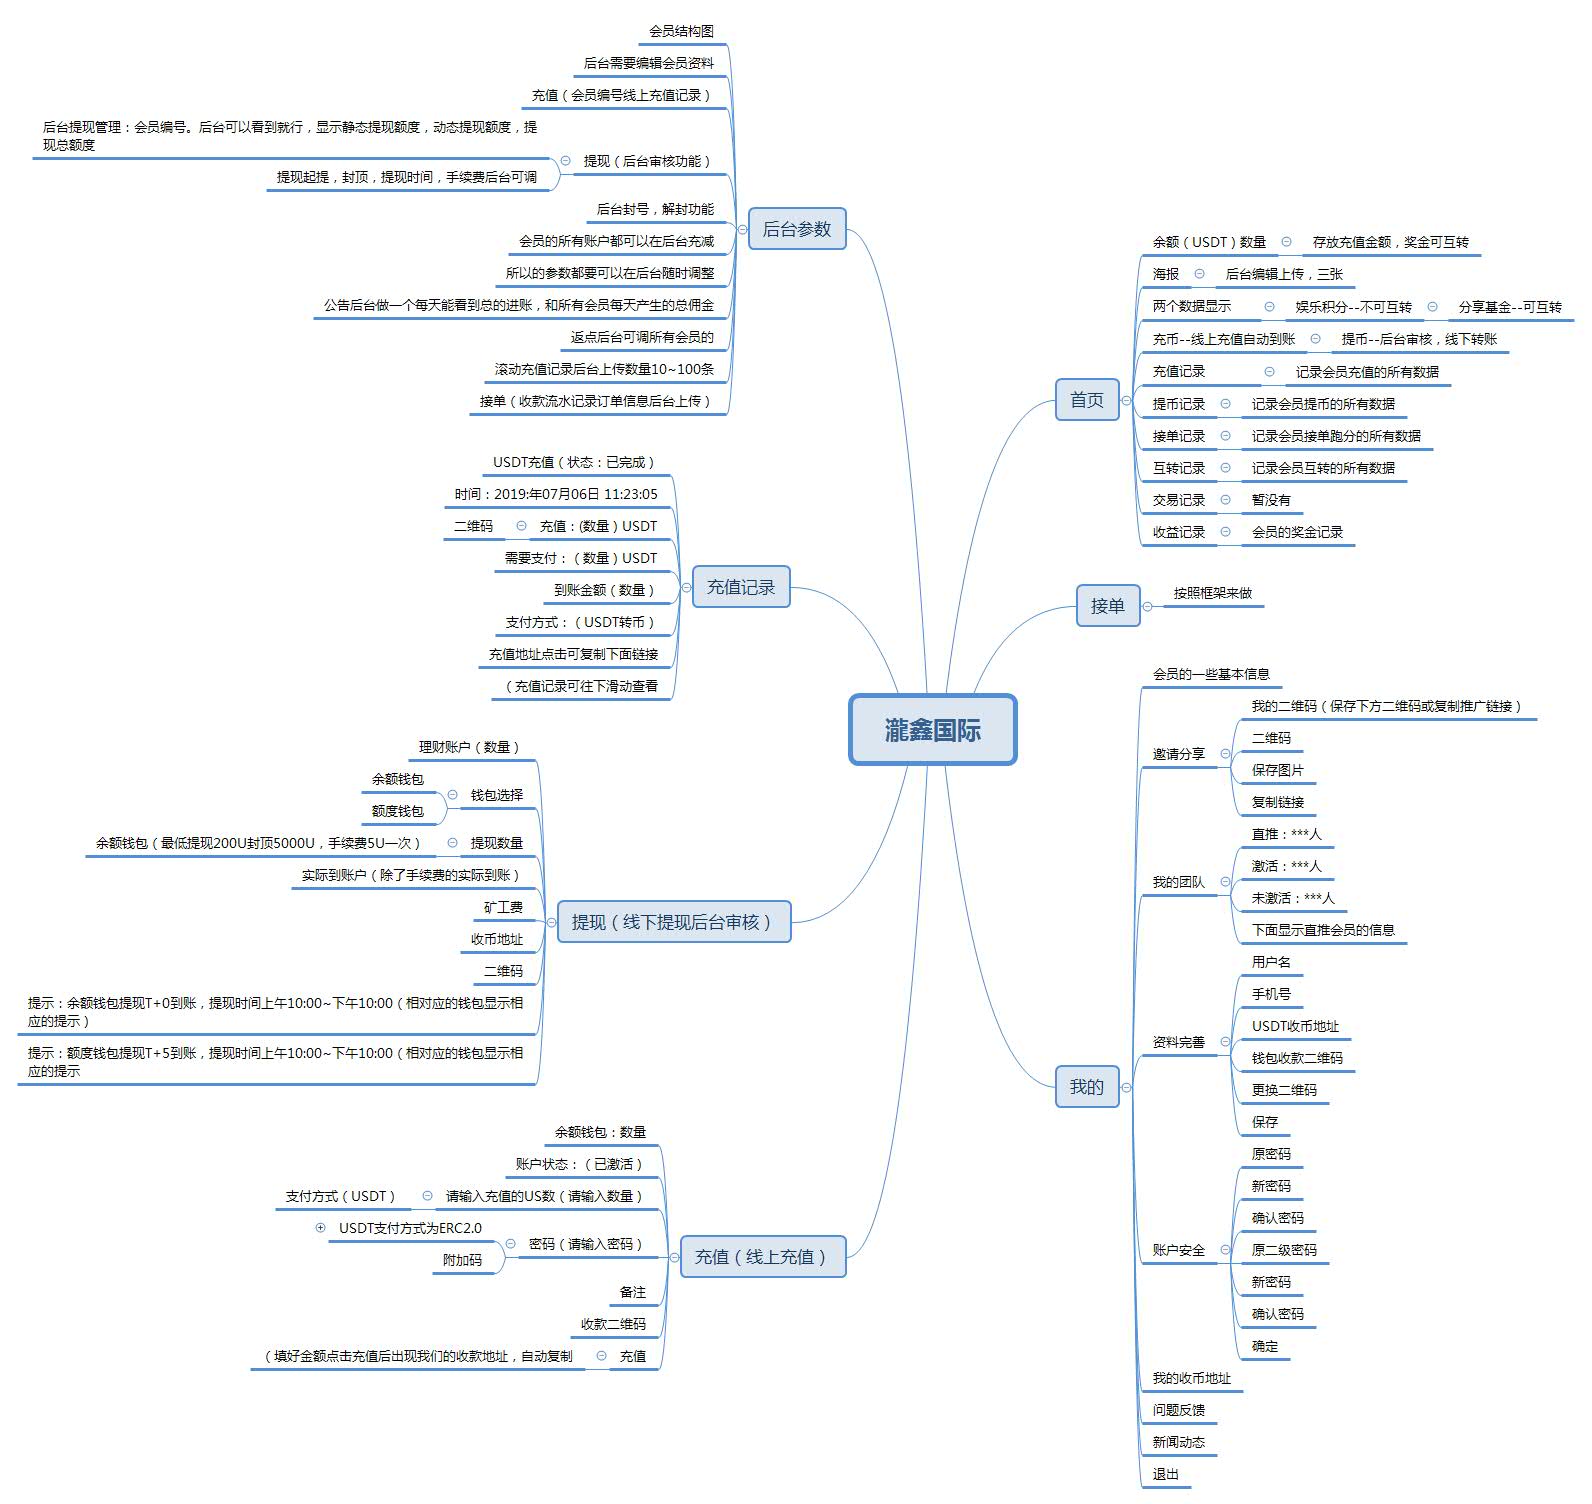 会员结构图
后台需要编辑会员资料
充值（会员编号线上充值记录）
后台提现管理：会员编号。后台可以看到就行，显示静态提现额度，动态提现额度，提
现总额度
提现（后台审核功能）
提现起提，封顶，提现时间，手续费后台可调
后台封号，解封功能
会员的所有账户都可以在后台充减
所以的参数都要可以在后台随时调整
公告后台做一个每天能看到总的进账，和所有会员每天产生的总佣金
返点后台可调所有会员的
滚动充值记录后台上传数量10~100条
接单（收款流水记录订单信息后台上传）
后台参数
USDT充值（状态：已完成）
时间：2019:年07月06日 11:23:05
二维码
充值：(数量）USDT
需要支付：（数量）USDT
到账金额（数量）
支付方式：（USDT转币）
充值地址点击可复制下面链接
（充值记录可往下滑动查看
充值记录
理财账户（数量）
余额钱包
钱包选择
额度钱包
余额钱包（最低提现200U封顶5000U，手续费5U一次）
提现数量
实际到账户（除了手续费的实际到账）
矿工费
收币地址
二维码
提示：余额钱包提现T+0到账，提现时间上午10:00~下午10:00（相对应的钱包显示相
应的提示）
提示：额度钱包提现T+5到账，提现时间上午10:00~下午10:00（相对应的钱包显示相
应的提示
提现（线下提现后台审核）
余额钱包：数量
账户状态：（已激活）
支付方式（USDT）
请输入充值的US数（请输入数量）
USDT支付方式为ERC2.0
密码（请输入密码）
附加码
备注
收款二维码
（填好金额点击充值后出现我们的收款地址，自动复制
充值
充值（线上充值）
瀧鑫国际
首页
余额（USDT）数量
存放充值金额，奖金可互转
海报
后台编辑上传，三张
两个数据显示
娱乐积分--不可互转
分享基金--可互转
充币--线上充值自动到账
提币--后台审核，线下转账
充值记录
记录会员充值的所有数据
提币记录
记录会员提币的所有数据
接单记录
记录会员接单跑分的所有数据
互转记录
记录会员互转的所有数据
交易记录
暂没有
收益记录
会员的奖金记录
接单
按照框架来做
我的
会员的一些基本信息
邀请分享
我的二维码（保存下方二维码或复制推广链接）
二维码
保存图片
复制链接
我的团队
直推：***人
激活：***人
未激活：***人
下面显示直推会员的信息
资料完善
用户名
手机号
USDT收币地址
钱包收款二维码
更换二维码
保存
账户安全
原密码
新密码
确认密码
原二级密码
新密码
确认密码
确定
我的收币地址
问题反馈
新闻动态
退出